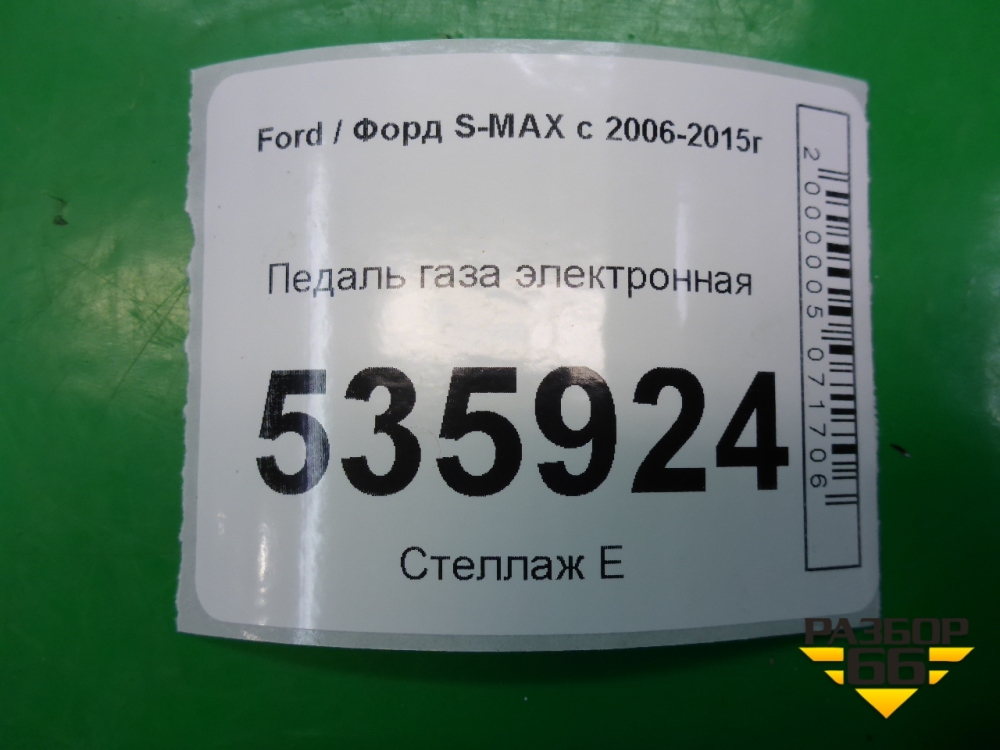 Ford / Форд S-MAX с 2006-2015г
Педаль газа электронная
535924
Стеллаж Е
2000005071706
РАЗБОР
66